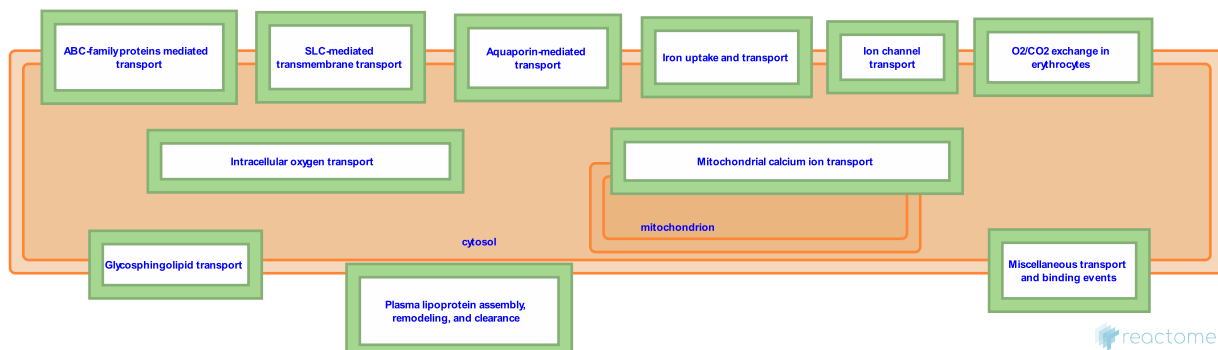 ABC-family proteins mediated
transport
SLC-mediated
transmembrane transport
Aquaporin-mediated
transport
Iron uptake and transport
Ion channel
transport
O2/CO2 exchange in
erythrocytes
Intracellular oxygen transport
Mitochondrial calcium ion transport
mitochondrion
cytosol
Glycosphingolipid transport
Miscellaneous transport
and binding events
Plasma lipoprotein assembly,
remodeling, and clearance
reactome